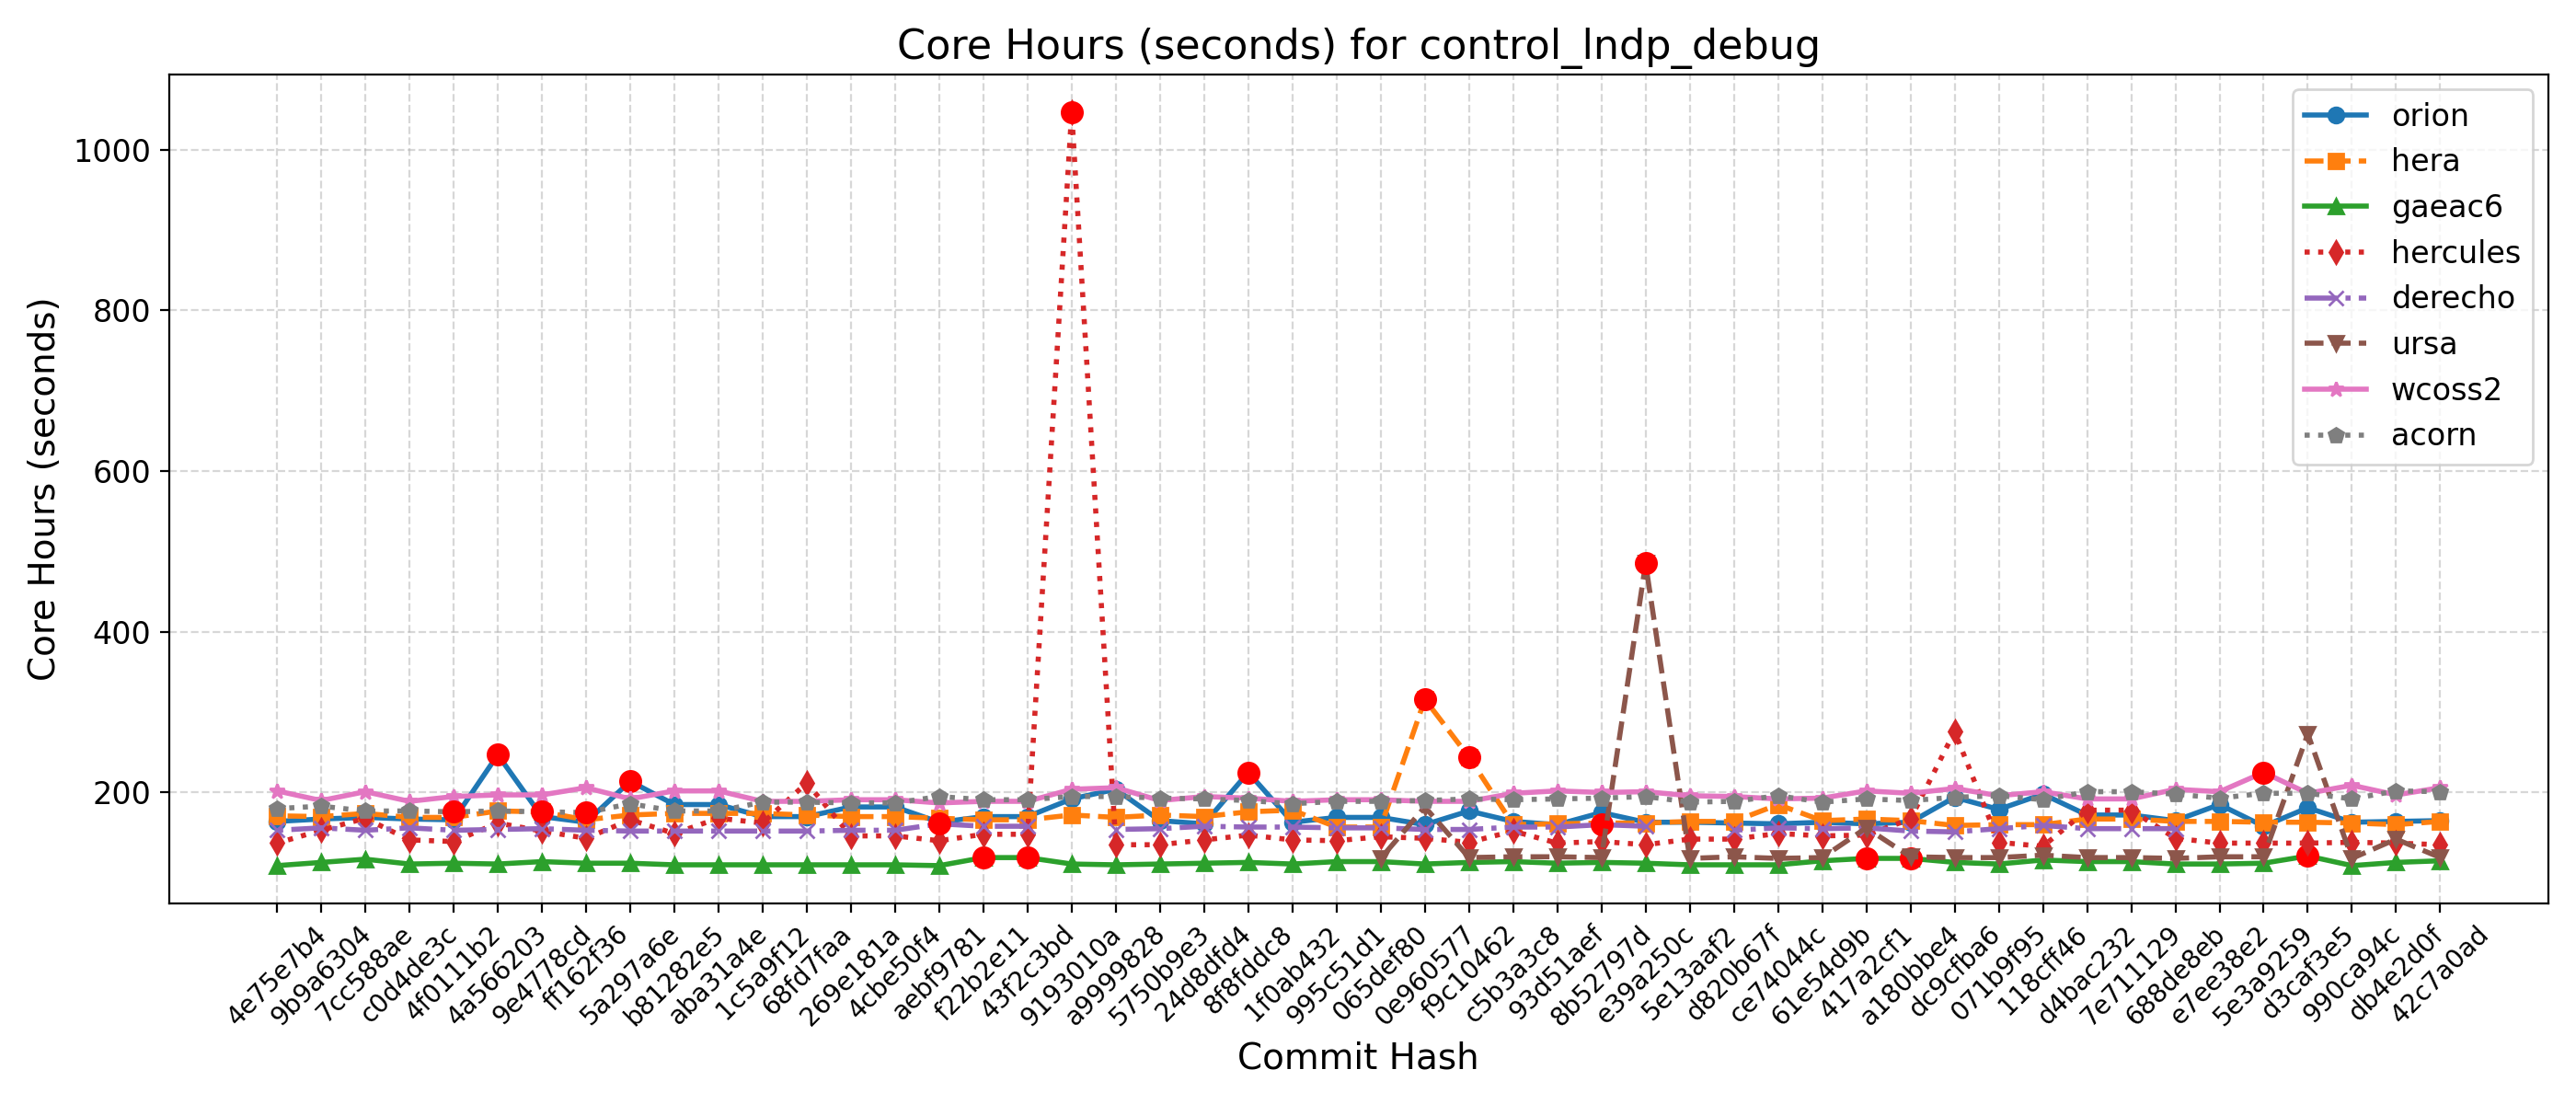 Core Hours (seconds) for control_lndp_debug
Core Hours (seconds)
1000
800
600
400
200
orion
hera
gaeac6
hercules
derecho
ursa
wcoss2
acorn
4e75e7b4
9b9a6304
7cc588ae
c0d4de3c
4f0111b2
4a566203
9e4778cd
ff162f36
5a297a6e
b81282e5
aba31a4e
1c5a9f12
68fd7faa
269e181a
4cbe50f4
aebf9781
f22b2e11
43f2c3bd
9193010a
a9999828
5750b9e3
24d8dfd4
8f8fddc8
1f0ab432
995c51d1
065def80
0e960577
f9c10462
c5b3a3c8
93d51aef
8b52797d
e39a250c
5e13aaf2
d820b67f
ce74044c
61e54d9b
417a2cf1
a180bbe4
dc9cfba6
071b9f95
118cff46
d4bac232
7e711129
688de8eb
e7ee38e2
5e3a9259
d3caf3e5
990ca94c
db4e2d0f
42c7a0ad
Commit Hash